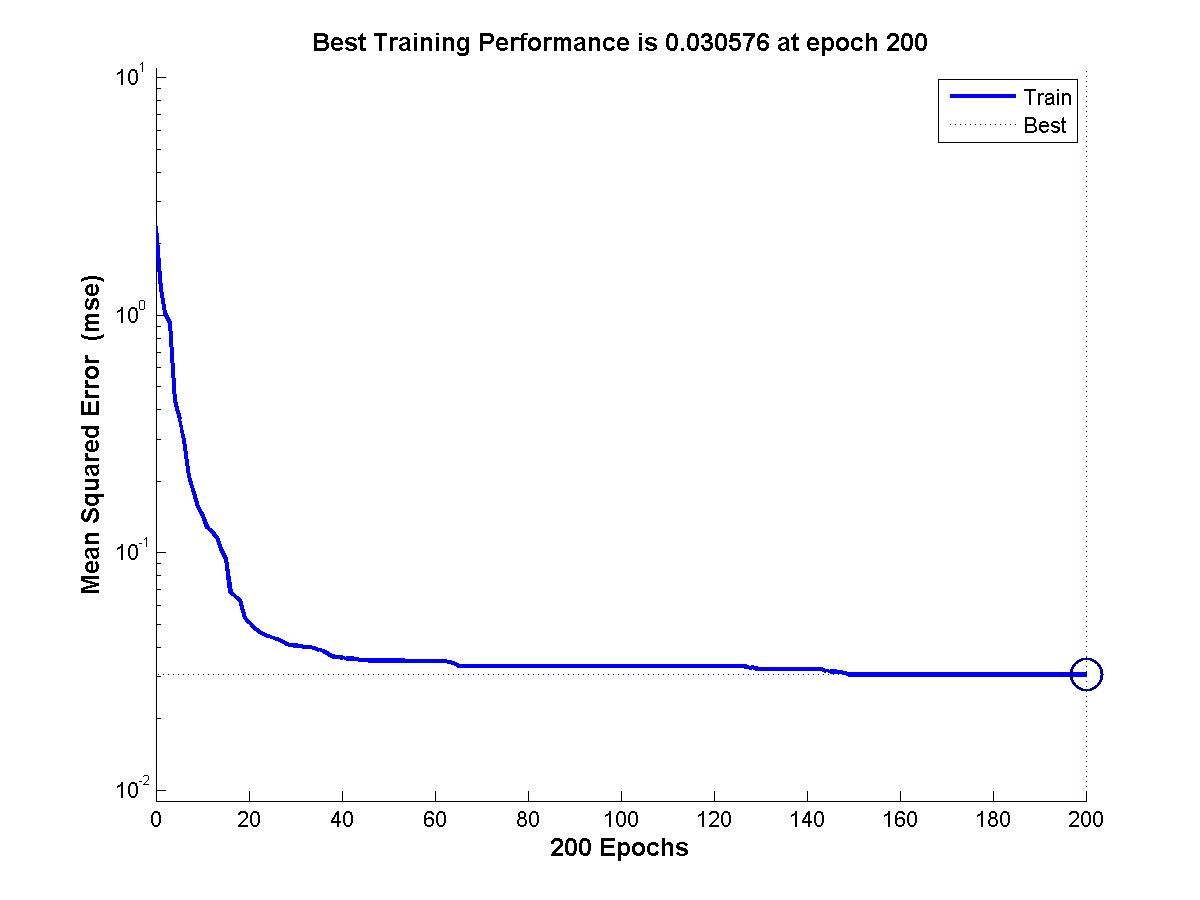 Best Training Performance is 0.030576 at epoch 200
10^1
10^0
10^-1
10^-2
Mean Squared Error (mse)
Train
Best
0 20 40 60 80 100 120 140 160 180 200
200 Epochs